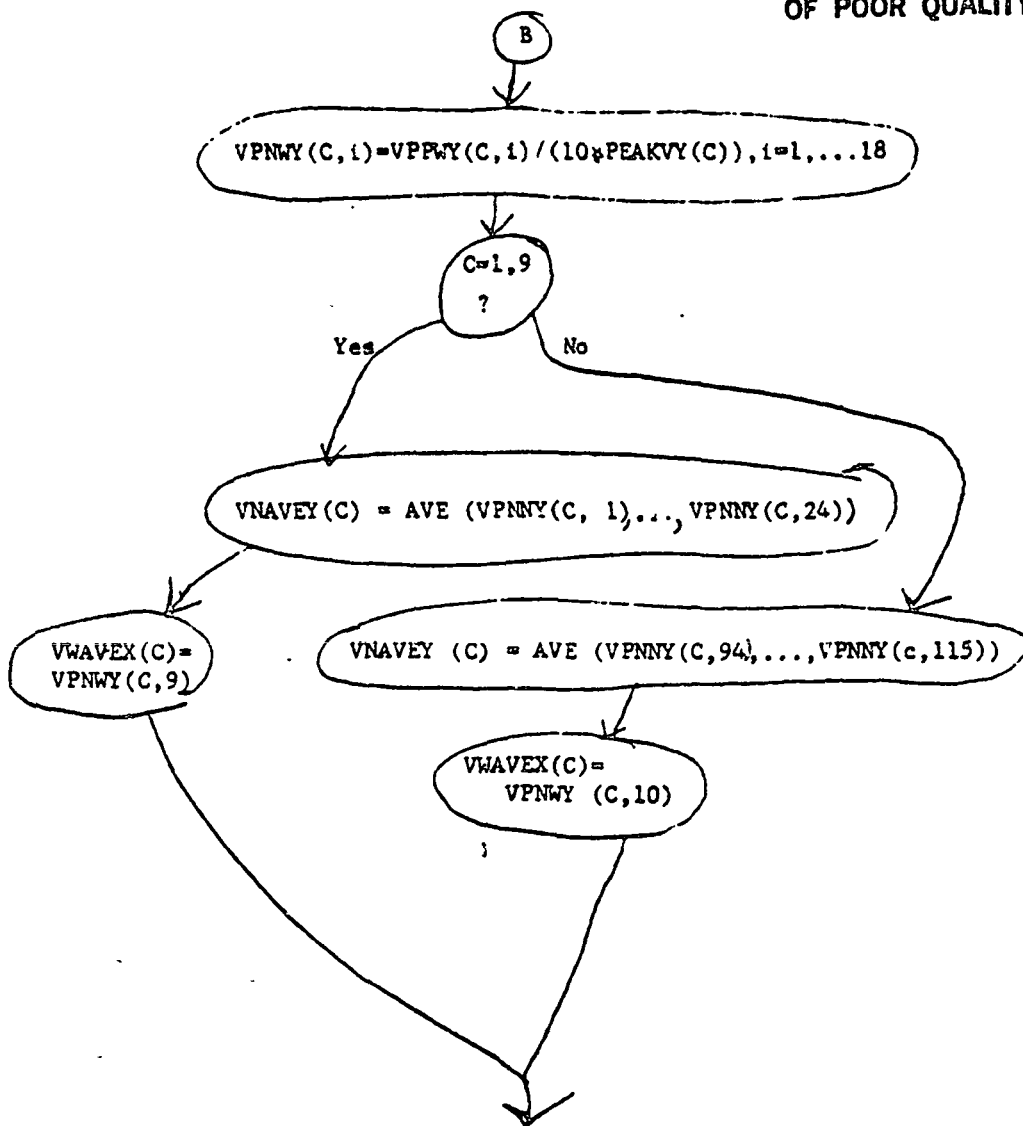 OF POOR QUALITY
B
VPNWY(C,i)=VPPWY(C,i)/(10*PEAKVY(C)),i=1,...18
C=1,9
?
Yes
No
VNAVEY(C) = AVE (VPNNY(C, 1),..., VPNNY(C,24))
VWAVEX(C)=
VPNWY(C,9)
VNAVEY (C) = AVE (VPNNY(C,94),...,VPNNY(c,115))
VWAVEX(C)=
VPNWY (C,10)